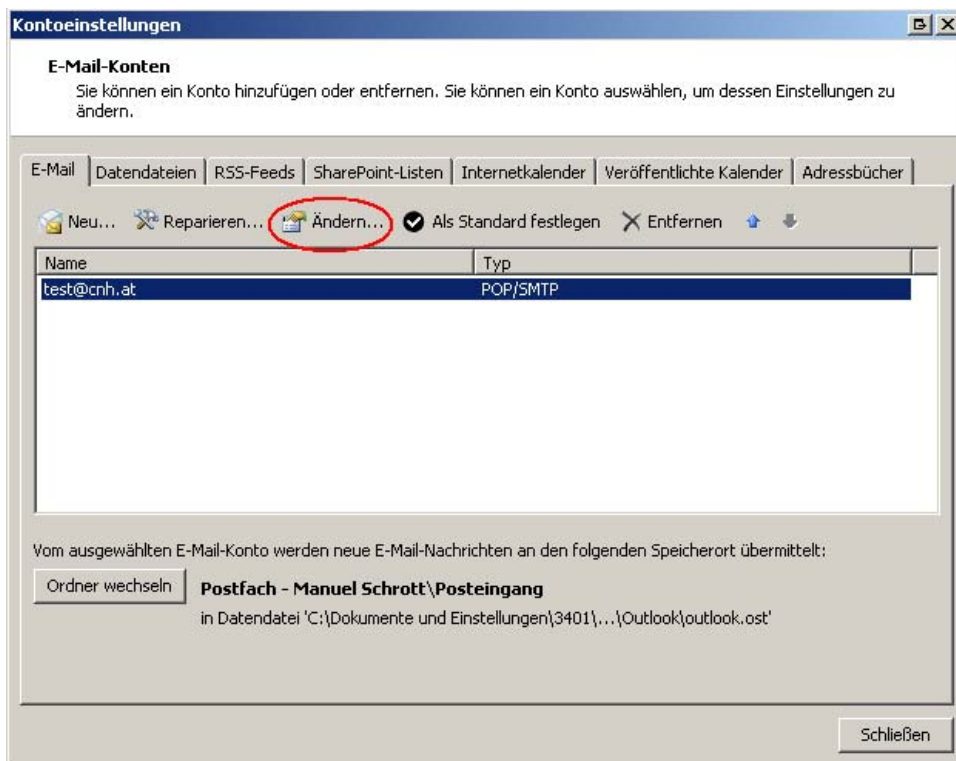 Kontoeinstellungen
E-Mail-Konten
Sie können ein Konto hinzufügen oder entfernen. Sie können ein Konto auswählen, um dessen Einstellungen zu
ändern.
E-Mail Datendateien RSS-Feeds SharePoint-Listen Internetkalender Veröffentlichte Kalender Adressbücher
Neu... Reparieren... Ändern... Als Standard festlegen Entfernen
Name Typ
test@cnh.at POP/SMTP
Vom ausgewählten E-Mail-Konto werden neue E-Mail-Nachrichten an den folgenden Speicherort übermittelt:
Ordner wechseln Postfach - Manuel Schrott\Posteingang
in Datendatei 'C:\Dokumente und Einstellungen\3401\...\Outlook\outlook.ost'
Schließen